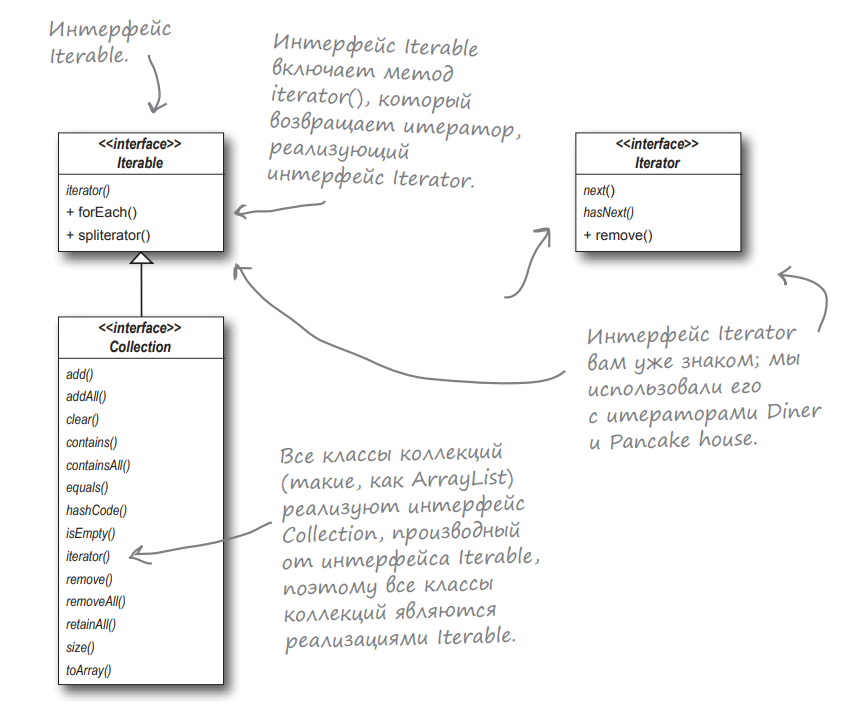 Интерфейс
Iterable.
Интерфейс Iterable
включает метод
iterator(), который
возвращает итератор,
реализующий
интерфейс Iterator.
<<interface>>
Iterable
iterator()
+ forEach()
+ spliterator()
<<interface>>
Iterator
next()
hasNext()
+ remove()
Интерфейс Iterator
вам уже знаком; мы
использовали его
с итераторами Diner
и Pancake house.
<<interface>>
Collection
add()
addAll()
clear()
contains()
containsAll()
equals()
hashCode()
isEmpty()
iterator()
remove()
removeAll()
retainAll()
size()
toArray()
Все классы коллекций
(такие, как ArrayList)
реализуют интерфейс
Collection, производный
от интерфейса Iterable,
поэтому все классы
коллекций являются
реализациями Iterable.